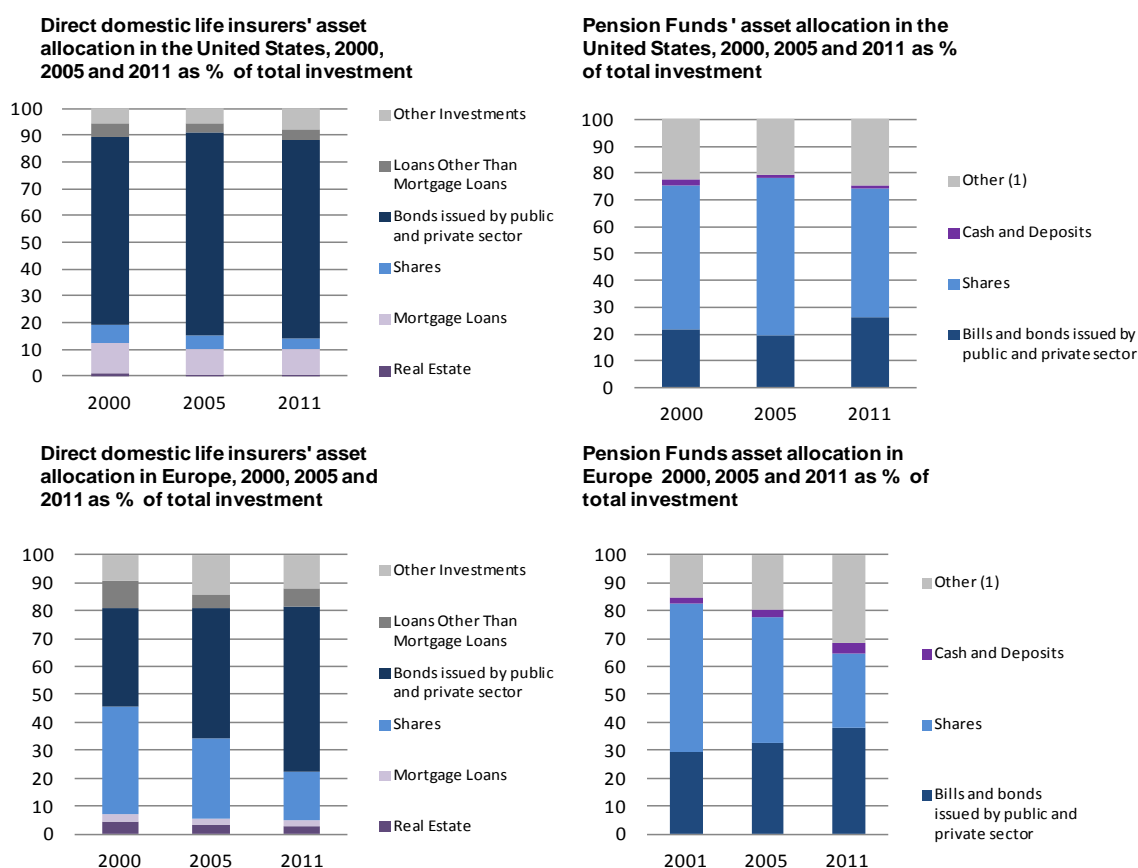 Direct domestic life insurers' asset
allocation in the United States, 2000,
2005 and 2011 as % of total investment
100
90
80
70
60
50
40
30
20
10
0
2000
2005
2011
Other Investments
Loans Other Than
Mortgage Loans
Bonds issued by public
and private sector
Shares
Mortgage Loans
Real Estate
Pension Funds ' asset allocation in the
United States, 2000, 2005 and 2011 as %
of total investment
100
90
80
70
60
50
40
30
20
10
0
2000
2005
2011
Other (1)
Cash and Deposits
Shares
Bills and bonds issued by
public and private sector
Direct domestic life insurers' asset
allocation in Europe, 2000, 2005 and
2011 as % of total investment
100
90
80
70
60
50
40
30
20
10
0
2000
2005
2011
Other Investments
Loans Other Than
Mortgage Loans
Bonds issued by public
and private sector
Shares
Mortgage Loans
Real Estate
Pension Funds asset allocation in
Europe 2000, 2005 and 2011 as % of
total investment
100
90
80
70
60
50
40
30
20
10
0
2001
2005
2011
Other (1)
Cash and Deposits
Shares
Bills and bonds
issued by public and
private sector